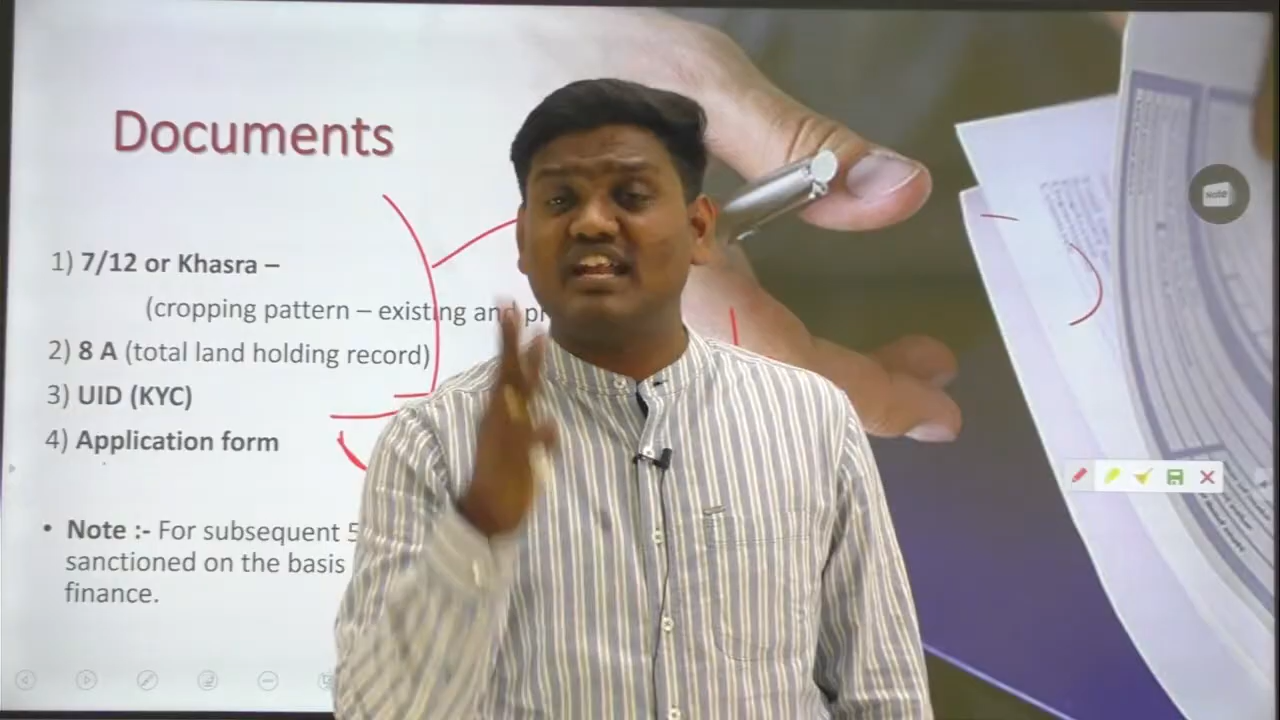 Documents
1) 7/12 or Khasra –
(cropping pattern – existing and
2) 8 A (total land holding record)
3) UID (KYC)
4) Application form
• Note :- For subsequent 5
sanctioned on the basis
finance.
Note